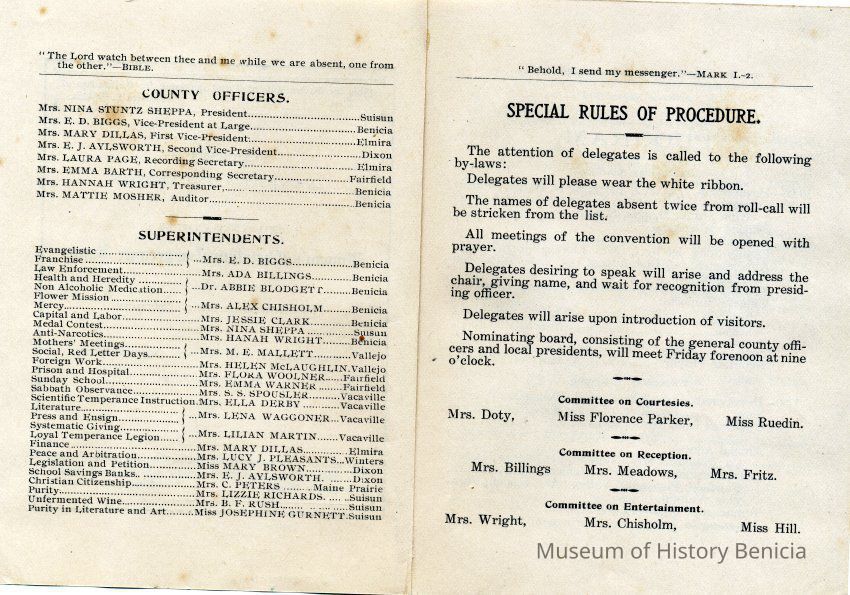 "The Lord watch between thee and me while we are absent, one from
the other."—BIBLE.
COUNTY OFFICERS.
Mrs. NINA STUNTZ SHEPPA, President..........Suisun
Mrs. E. D. BIGGS, Vice-President at Large..........Benicia
Mrs. MARY DILLAS, First Vice-President..........Elmira
Mrs. E. J. AYLSWORTH, Second Vice-President..........Dixon
Mrs. LAURA PAGE, Recording Secretary..........Elmira
Mrs. EMMA BARTH, Corresponding Secretary..........Fairfield
Mrs. HANNAH WRIGHT, Treasurer..........Benicia
Mrs. MATTIE MOSHER, Auditor..........Benicia
SUPERINTENDENTS.
Evangelistic ..........
Franchise .......... Mrs. E. D. BIGGS..........Benicia
Law Enforcement..........Mrs. ADA BILLINGS..........Benicia
Health and Heredity ..........
Non Alcoholic Medication.......... Dr. ABBIE BLODGETT..........Benicia
Flower Mission ..........
Mercy.......... Mrs. ALEX CHISHOLM..........Benicia
Capital and Labor..........Mrs. JESSIE CLARK..........Benicia
Medal Contest..........Mrs. NINA SHEPPA..........Suisun
Anti-Narcotics..........Mrs. HANAH WRIGHT..........Benicia
Mothers' Meetings..........
Social, Red Letter Days.......... Mrs. M. E. MALLETT..........Vallejo
Foreign Work..........Mrs. HELEN McLAUGHLIN.Vallejo
Prison and Hospital..........Mrs. FLORA WOOLNER.....Fairfield
Sunday School..........Mrs. EMMA WARNER.....Fairfield
Sabbath Observance..........Mrs. S. S. SPOUSLER.....Vacaville
Scientific Temperance Instruction.Mrs. ELLA DERBY.....Vacaville
Literature..........
Press and Ensign.......... Mrs. LENA WAGGONER...Vacaville
Systematic Giving..........
Loyal Temperance Legion.......... Mrs. LILIAN MARTIN......Vacaville
Finance..........Mrs. MARY DILLAS..........Elmira
Peace and Arbitration..........Mrs. LUCY J. PLEASANTS...Winters
Legislation and Petition..........Miss MARY BROWN..........Dixon
School Savings Banks..........Mrs. E. J. AYLSWORTH.......Dixon
Christian Citizenship..........Mrs. C. PETERS.....Maine Prairie
Purity..........Mrs. LIZZIE RICHARDS.......Suisun
Unfermented Wine..........Mrs. B. F. RUSH..........Suisun
Purity in Literature and Art.......Miss JOSEPHINE GURNETT.Suisun
"Behold, I send my messenger."—MARK I.-2.
SPECIAL RULES OF PROCEDURE.
The attention of delegates is called to the following
by-laws:
Delegates will please wear the white ribbon.
The names of delegates absent twice from roll-call will
be stricken from the list.
All meetings of the convention will be opened with
prayer.
Delegates desiring to speak will arise and address the
chair, giving name, and wait for recognition from presid-
ing officer.
Delegates will arise upon introduction of visitors.
Nominating board, consisting of the general county offi-
cers and local presidents, will meet Friday forenoon at nine
o'clock.
Committee on Courtesies.
Mrs. Doty, Miss Florence Parker, Miss Ruedin.
Committee on Reception.
Mrs. Billings Mrs. Meadows, Mrs. Fritz.
Committee on Entertainment.
Mrs. Wright, Mrs. Chisholm, Miss Hill.
Museum of History Benicia